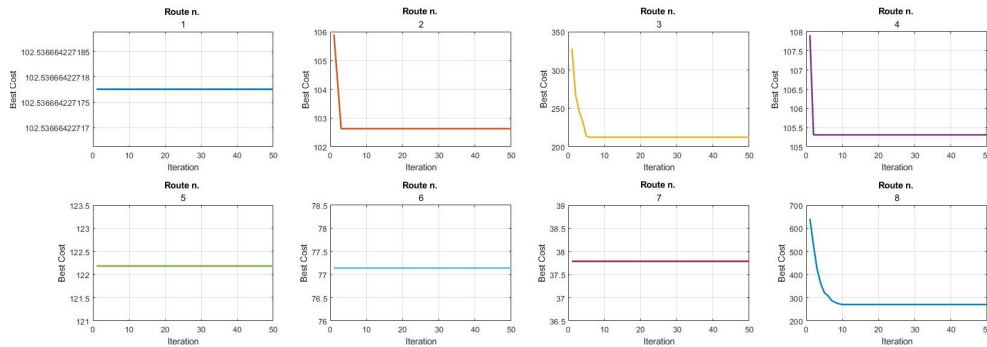 Route n.
1
102.536664227185
102.53666422718
102.536664227175
102.53666422717
0 10 20 30 40 50
Iteration
Best Cost
Route n.
2
106
105
104
103
102
0 10 20 30 40 50
Iteration
Best Cost
Route n.
3
350
300
250
200
0 10 20 30 40 50
Iteration
Best Cost
Route n.
4
108
107.5
107
106.5
106
105.5
105
0 10 20 30 40 50
Iteration
Best Cost
Route n.
5
123.5
123
122.5
122
121.5
121
0 10 20 30 40 50
Iteration
Best Cost
Route n.
6
78.5
78
77.5
77
76.5
76
0 10 20 30 40 50
Iteration
Best Cost
Route n.
7
39
38.5
38
37.5
37
36.5
0 10 20 30 40 50
Iteration
Best Cost
Route n.
8
700
600
500
400
300
200
0 10 20 30 40 50
Iteration
Best Cost